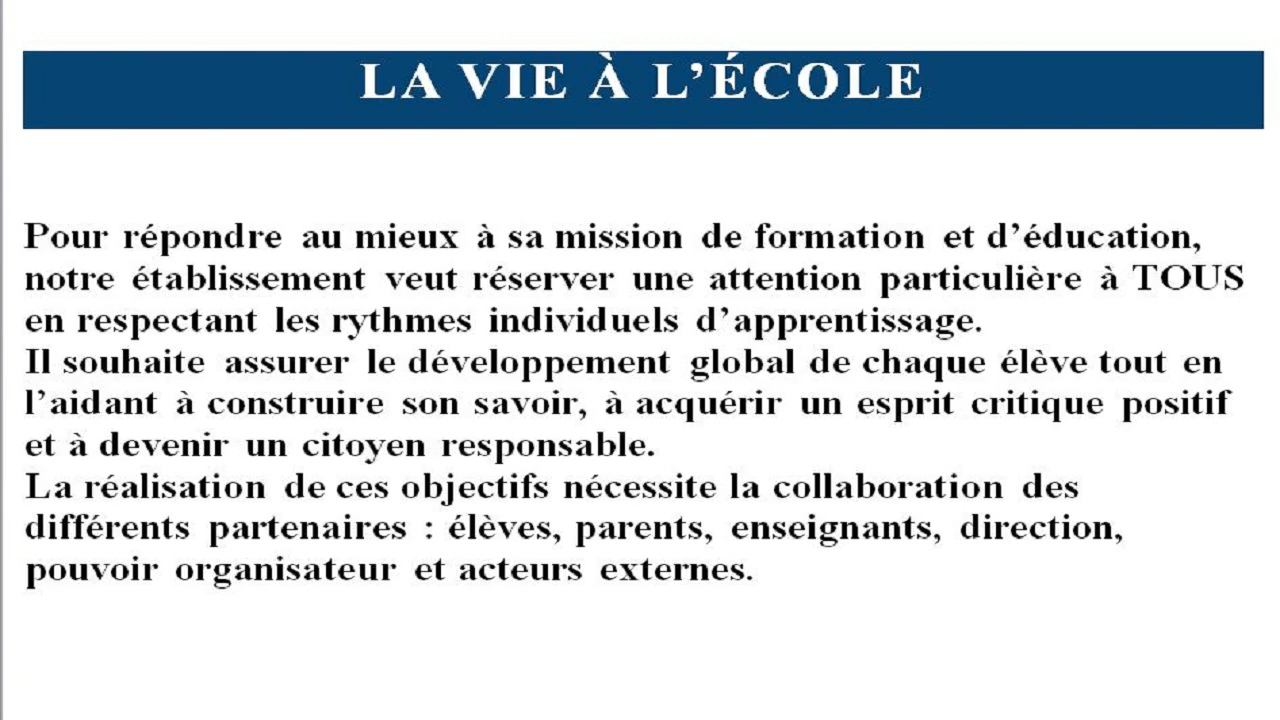 LA VIE À L’ÉCOLE
Pour répondre au mieux à sa mission de formation et d’éducation,
notre établissement veut réserver une attention particulière à TOUS
en respectant les rythmes individuels d’apprentissage.
Il souhaite assurer le développement global de chaque élève tout en
l’aidant à construire son savoir, à acquérir un esprit critique positif
et à devenir un citoyen responsable.
La réalisation de ces objectifs nécessite la collaboration des
différents partenaires : élèves, parents, enseignants, direction,
pouvoir organisateur et acteurs externes.